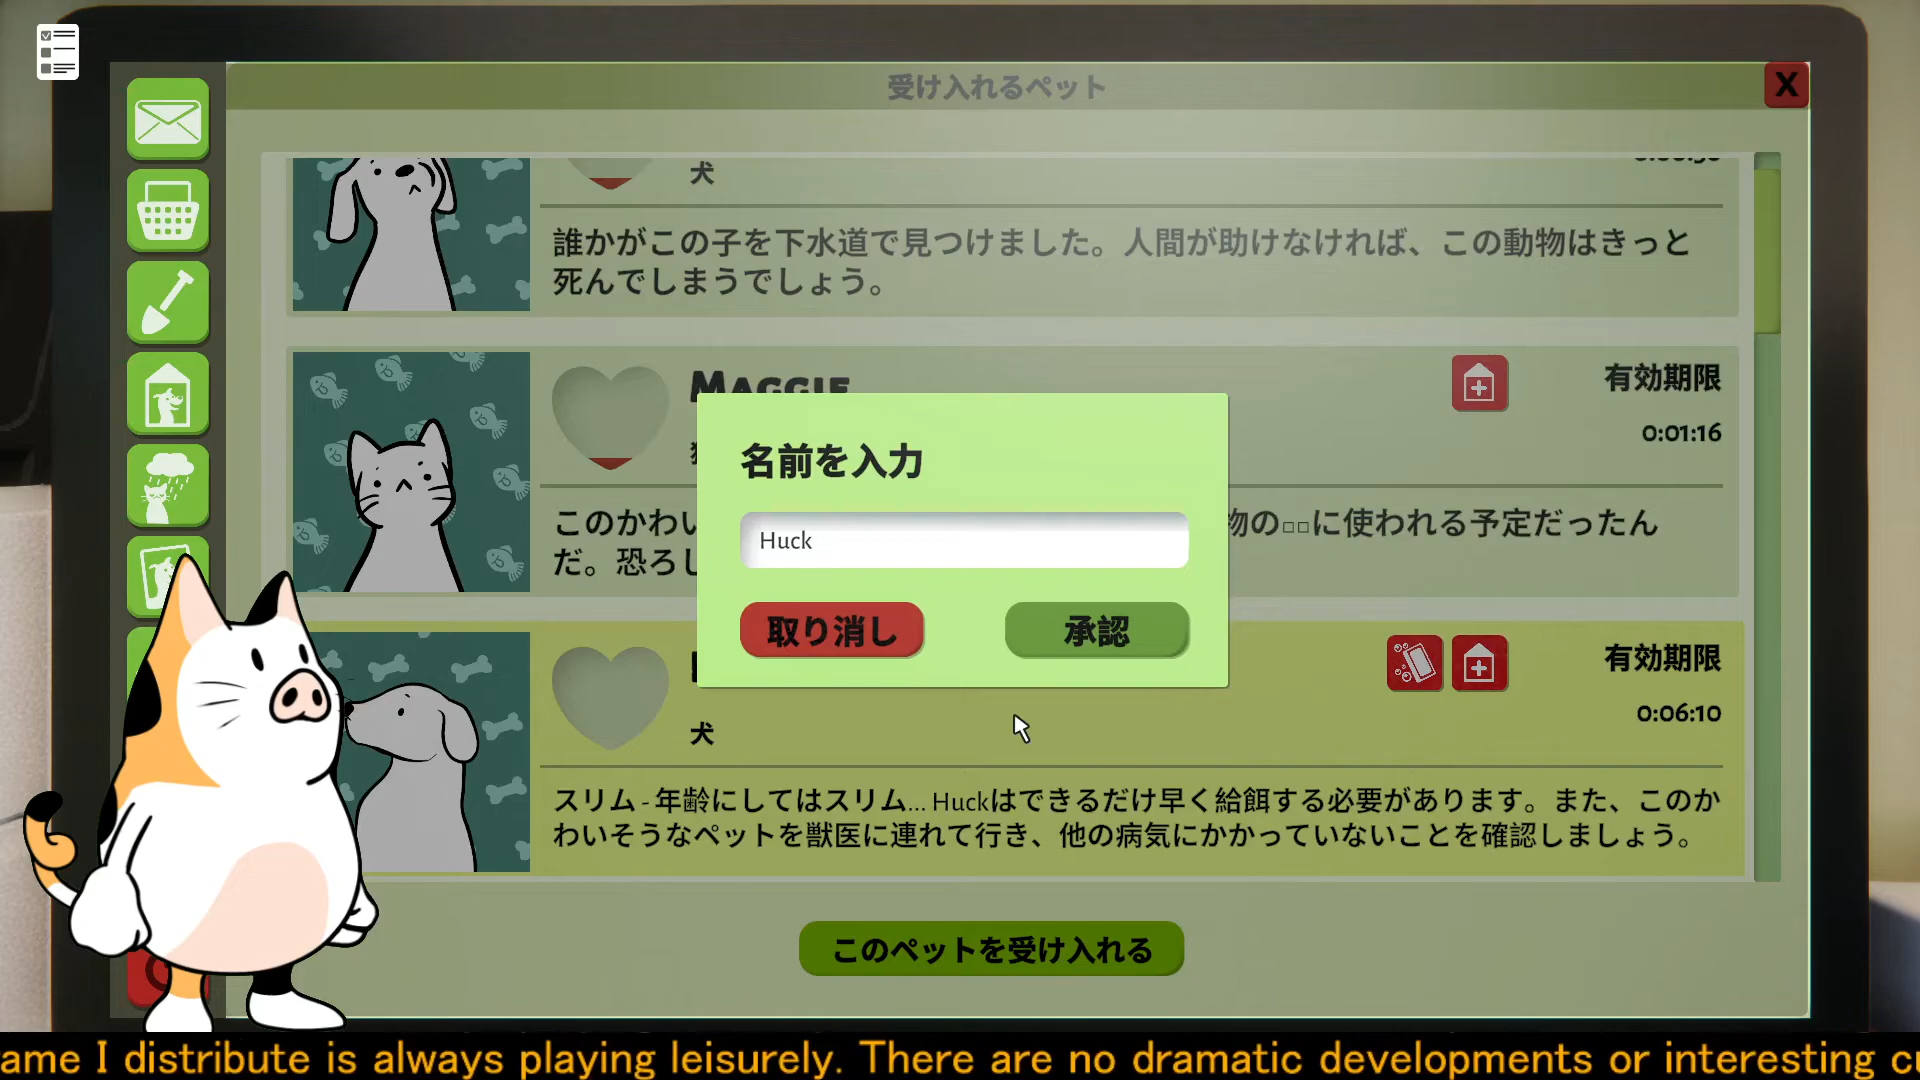 受け入れるペット
X
犬
誰かがこの子を下水道で見つけました。人間が助けなければ、この動物はきっと
死んでしまうでしょう。
MAGGIE
有効期限
0:01:16
このかわい
物の□□に使われる予定だったん
だ。恐ろし
名前を入力
Huck
取り消し
承認
有効期限
0:06:10
犬
スリム - 年齢にしてはスリム... Huckはできるだけ早く給餌する必要があります。また、このか
わいそうなペットを獣医に連れて行き、他の病気にかかっていないことを確認しましょう。
このペットを受け入れる
ame I distribute is always playing leisurely. There are no dramatic developments or interesting